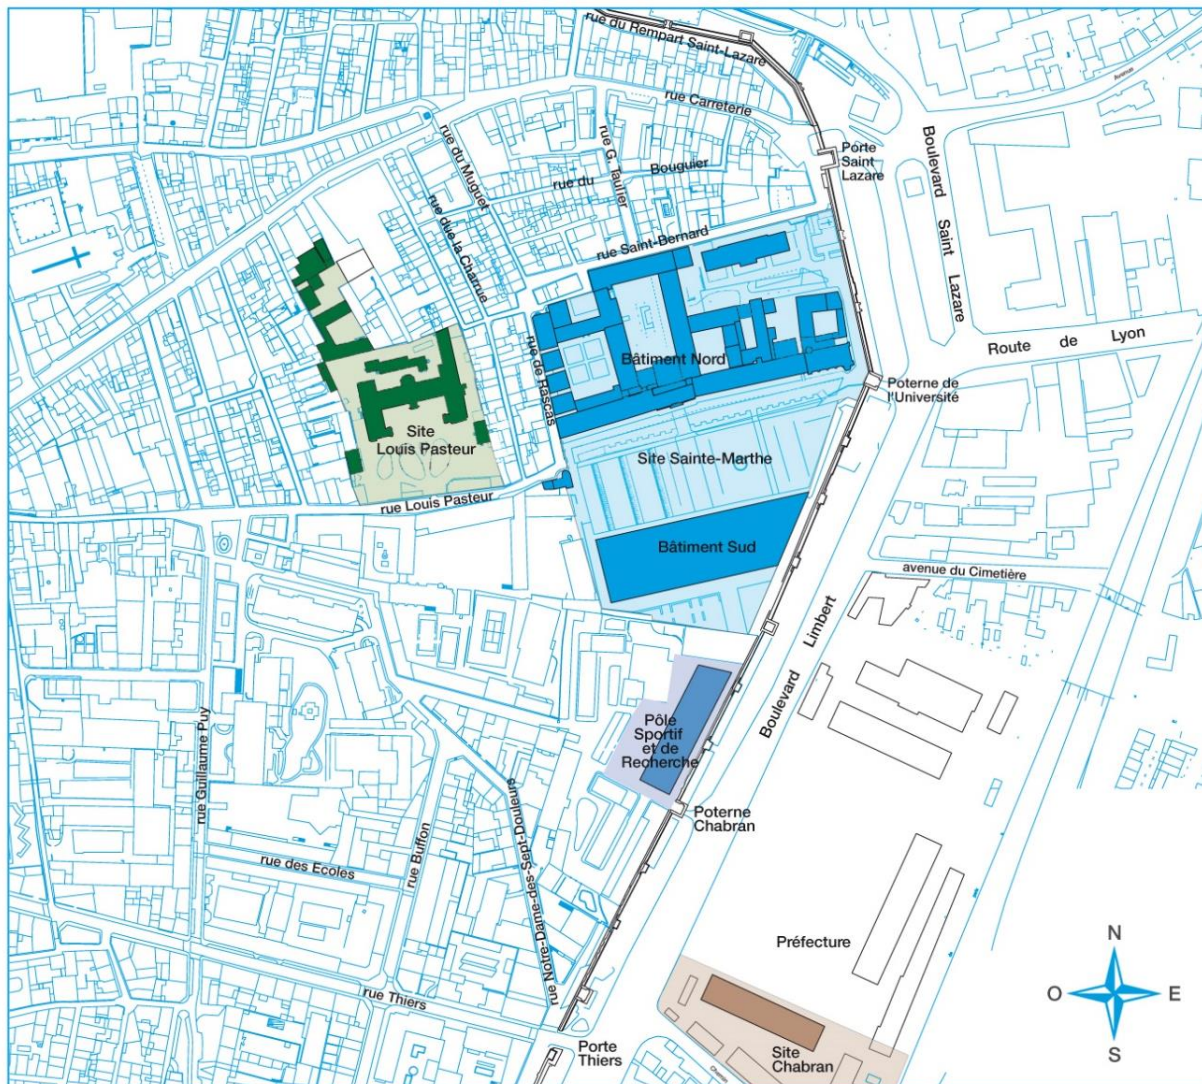 rue du Rempart Saint-Lazare
Avenue
rue Carreterie
rue du Muguet
rue G. Taulier
Porte
Saint
Lazare
Boulevard Saint Lazare
rue du Bouguier
rue due la Charrue
rue Saint-Bernard
Route de Lyon
rue de Rascas
Bâtiment Nord
Poterne de
l'Université
Site
Louis Pasteur
Site Sainte-Marthe
rue Louis Pasteur
Bâtiment Sud
avenue du Cimetière
Boulevard Limbert
Pôle
Sportif
et de
Recherche
rue Guillaume Puy
Poterne
Chabran
rue Buffon
rue Notre-Dame-des-Sept-Douleurs
rue des Ecoles
Préfecture
N
O
E
S
rue Thiers
Porte
Thiers
Site
Chabran